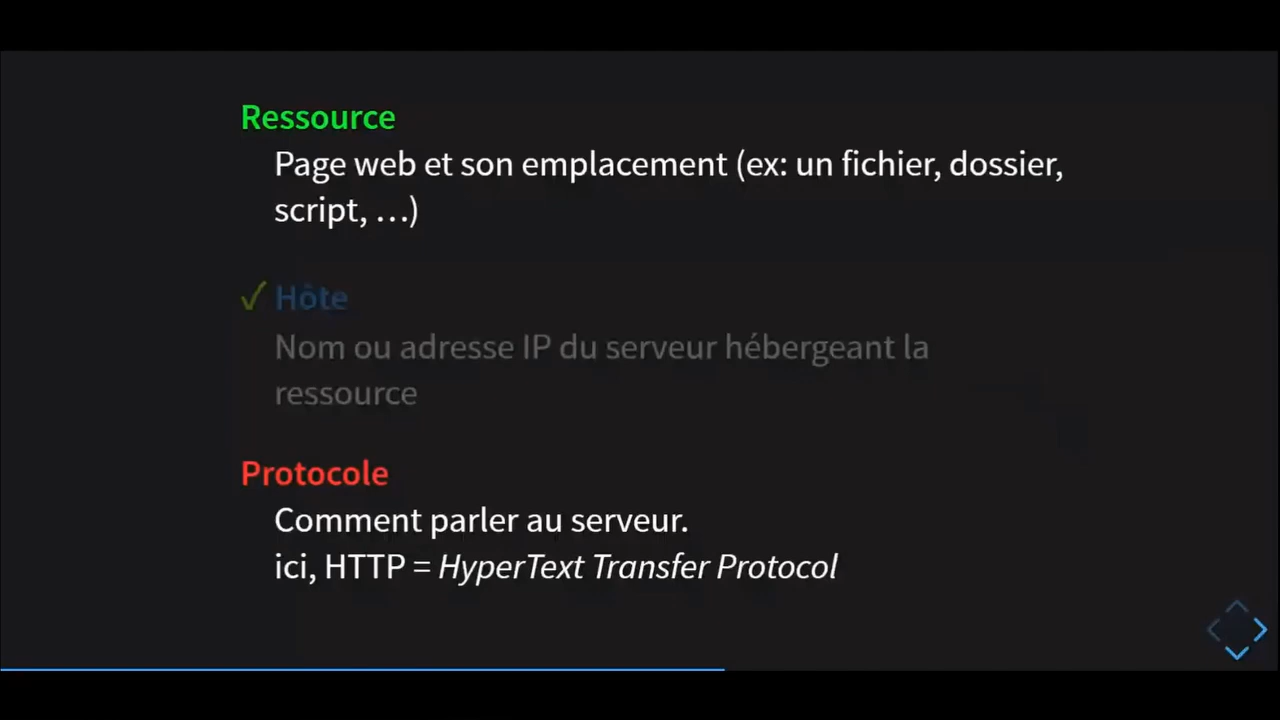 Ressource
Page web et son emplacement (ex: un fichier, dossier,
script, …)
✓ Hôte
Nom ou adresse IP du serveur hébergeant la
ressource
Protocole
Comment parler au serveur.
ici, HTTP = HyperText Transfer Protocol